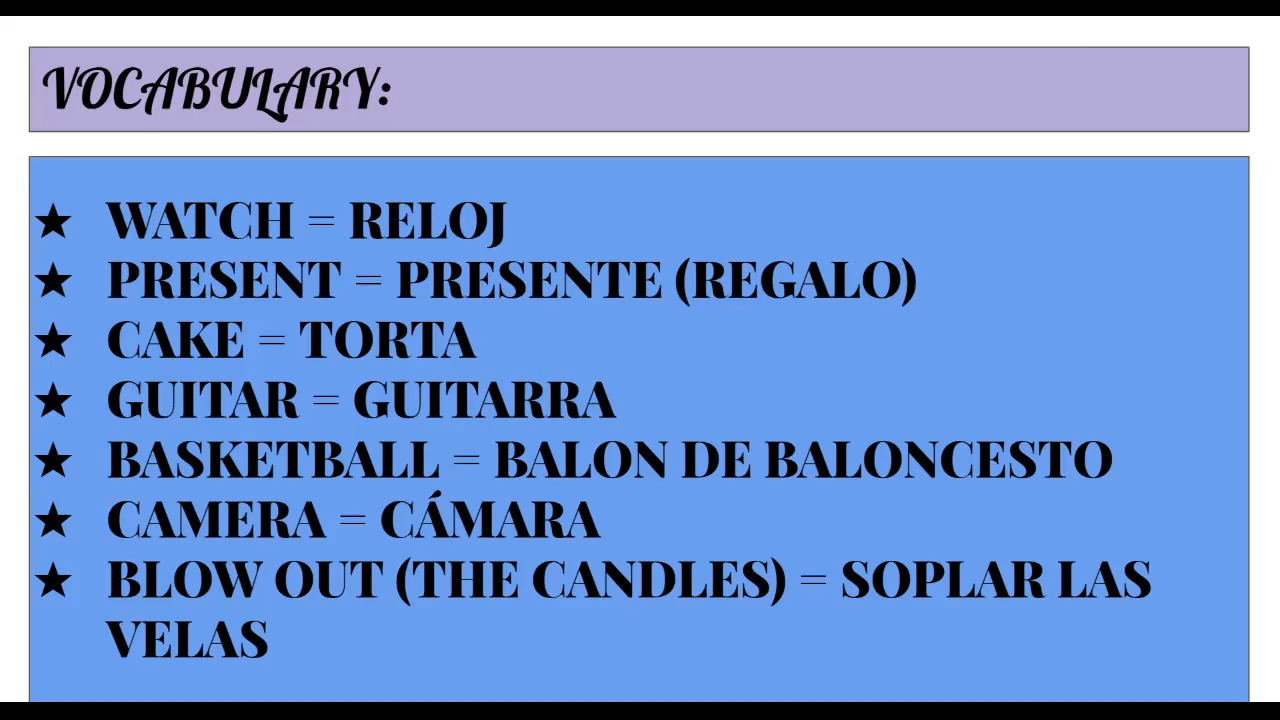 VOCABULARY:
★ WATCH = RELOJ
★ PRESENT = PRESENTE (REGALO)
★ CAKE = TORTA
★ GUITAR = GUITARRA
★ BASKETBALL = BALON DE BALONCESTO
★ CAMERA = CÁMARA
★ BLOW OUT (THE CANDLES) = SOPLAR LAS
VELAS